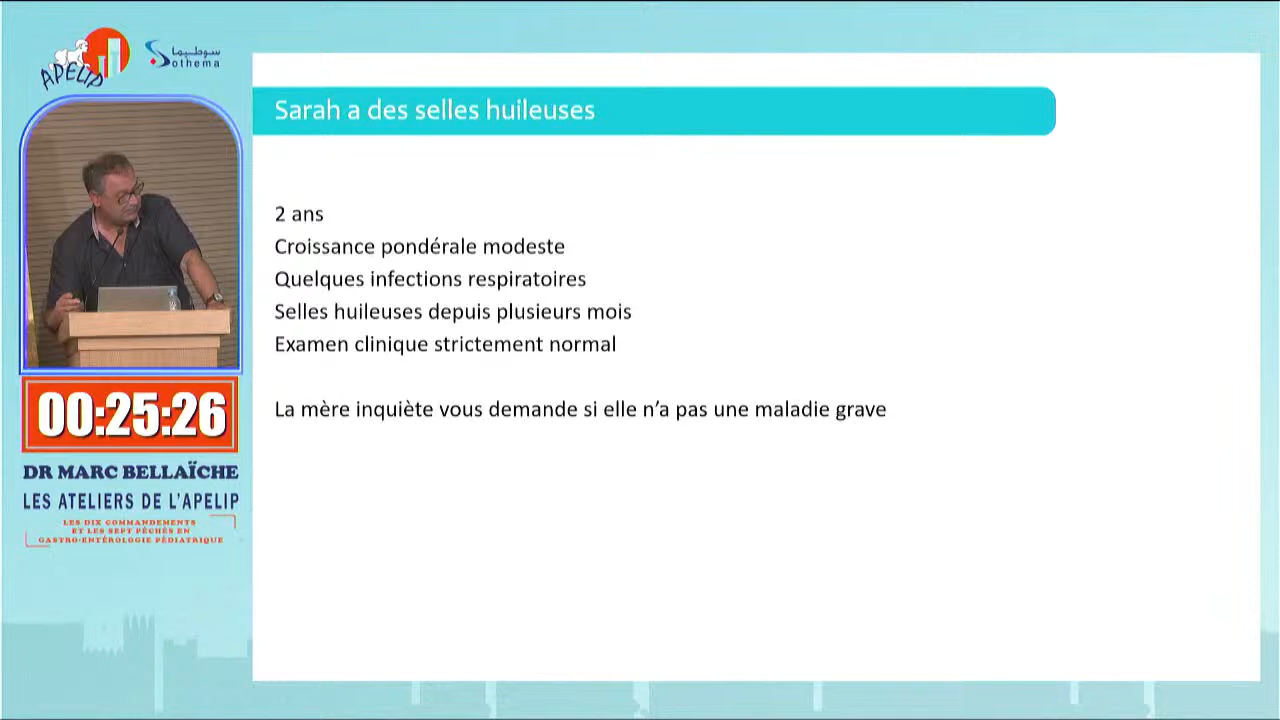 APELIP
سوطيما
Sothema
Sarah a des selles huileuses
2 ans
Croissance pondérale modeste
Quelques infections respiratoires
Selles huileuses depuis plusieurs mois
Examen clinique strictement normal
La mère inquiète vous demande si elle n’a pas une maladie grave
00:25:26
DR MARC BELLAÏCHE
LES ATELIERS DE L’APELIP
LES DIX COMMANDEMENTS
ET LES SEPT PÉCHÉS EN
GASTRO-ENTÉROLOGIE PÉDIATRIQUE